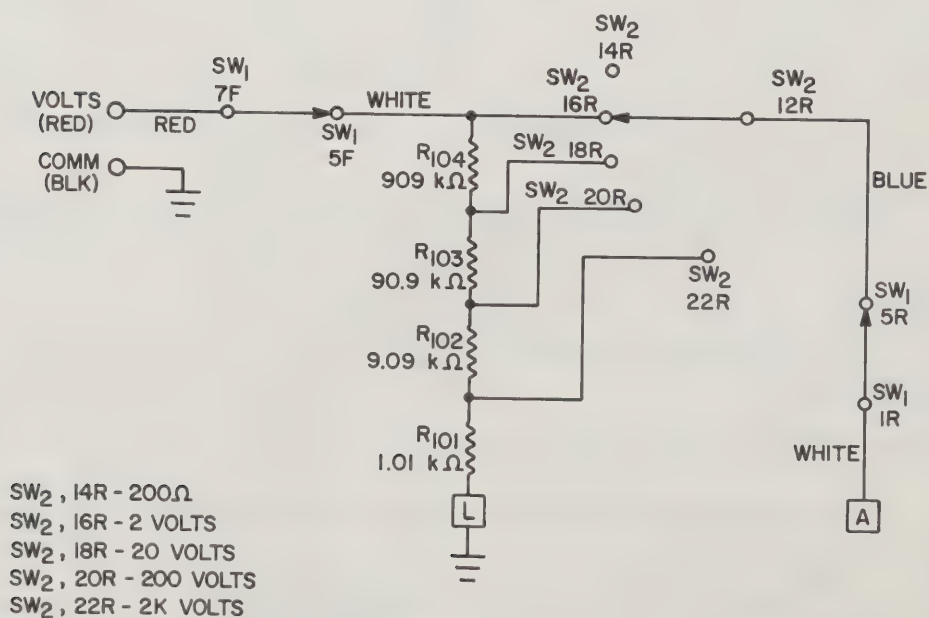 SW₂
14R
SW₁
7F
VOLTS
(RED)
RED
WHITE
SW₁
5F
SW₂
16R
SW₂
12R
COMM
(BLK)
R₁₀₄
909 kΩ
SW₂ 18R
SW₂ 20R
BLUE
R₁₀₃
90.9 kΩ
SW₂
22R
SW₁
5R
R₁₀₂
9.09 kΩ
SW₁
1R
R₁₀₁
1.01 kΩ
WHITE
L
A
SW₂, 14R - 200Ω
SW₂, 16R - 2 VOLTS
SW₂, 18R - 20 VOLTS
SW₂, 20R - 200 VOLTS
SW₂, 22R - 2K VOLTS